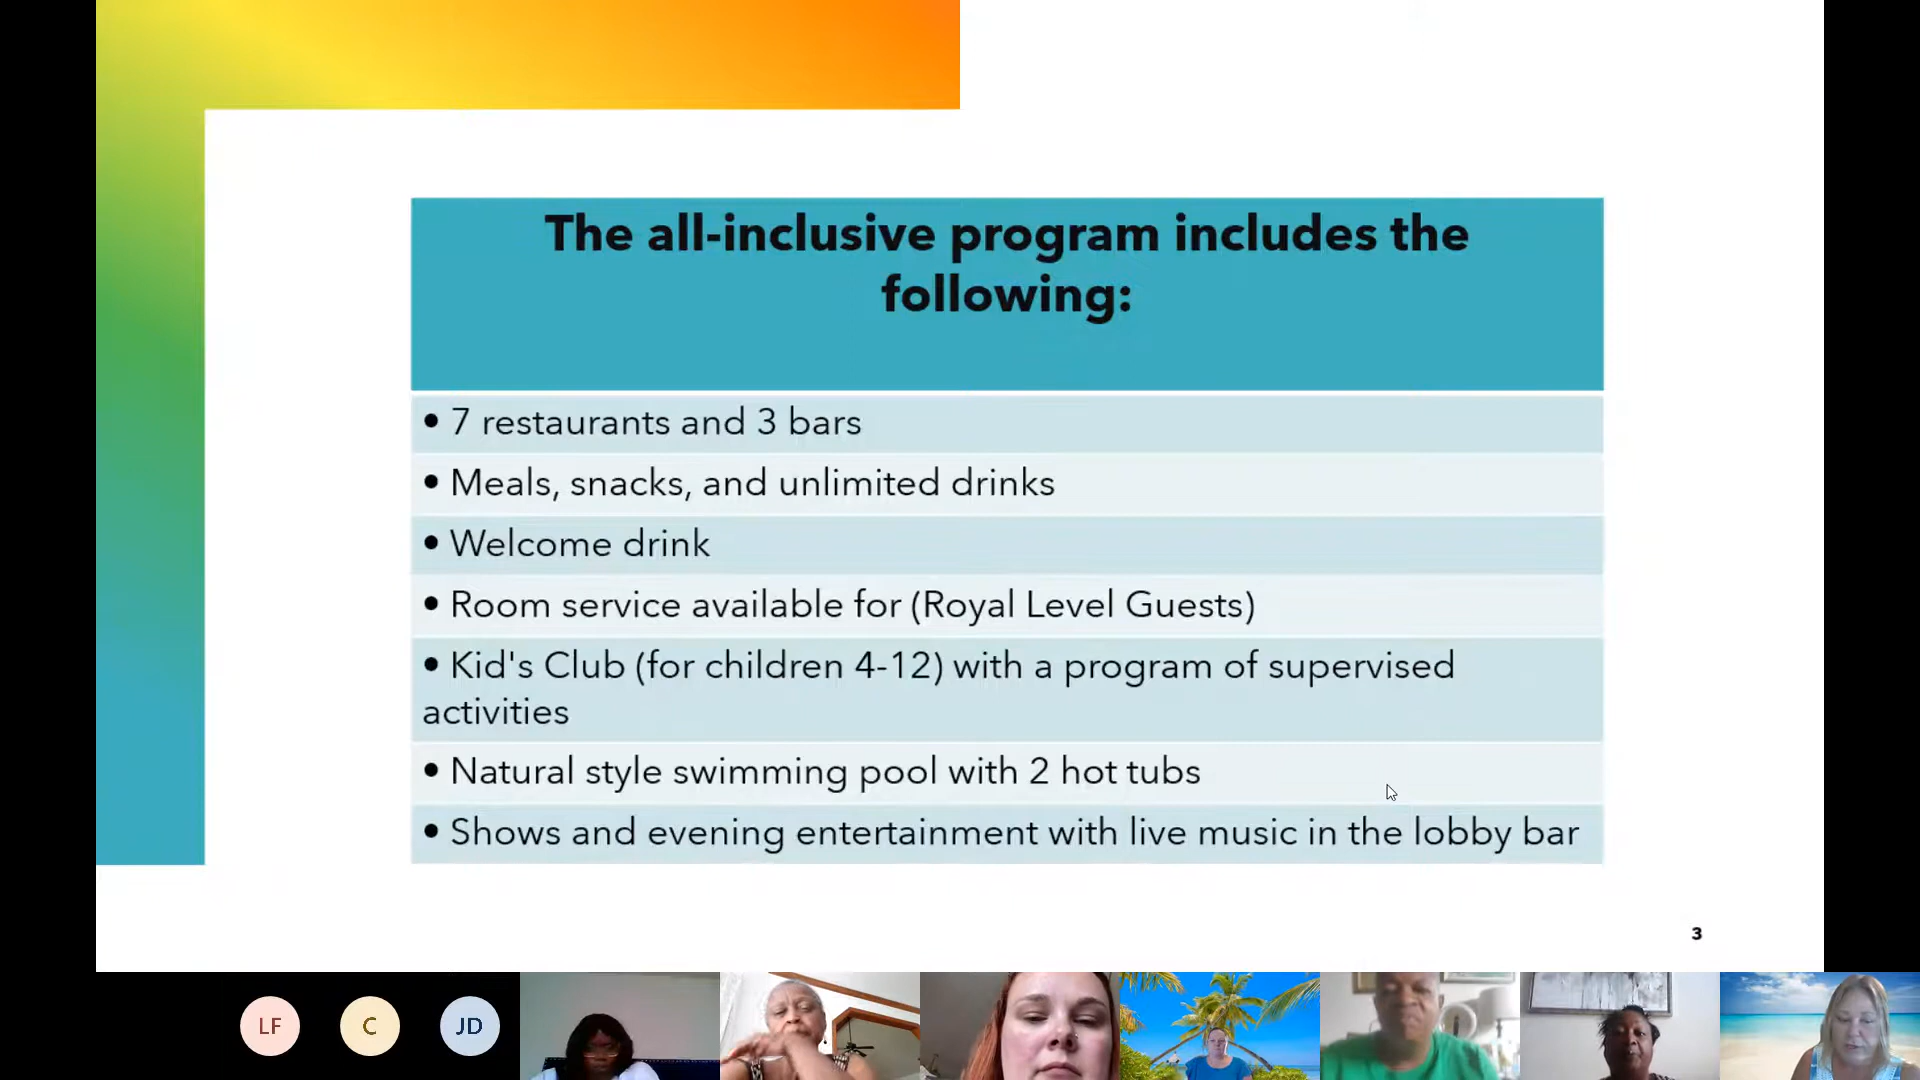 The all-inclusive program includes the
following:
• 7 restaurants and 3 bars
• Meals, snacks, and unlimited drinks
• Welcome drink
• Room service available for (Royal Level Guests)
• Kid's Club (for children 4-12) with a program of supervised
activities
• Natural style swimming pool with 2 hot tubs
• Shows and evening entertainment with live music in the lobby bar
3
LF
C
JD